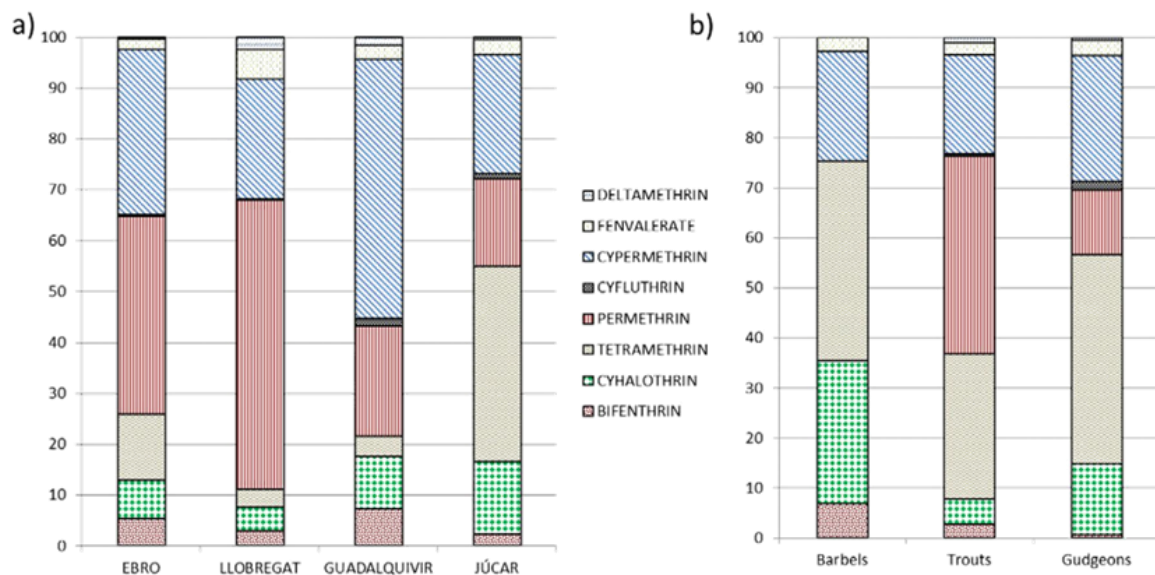 a)
100
90
80
70
60
50
40
30
20
10
0
EBRO LLOBREGAT GUADALQUIVIR JÚCAR
DELTAMETHRIN
FENVALERATE
CYPERMETHRIN
CYFLUTHRIN
PERMETHRIN
TETRAMETHRIN
CYHALOTHRIN
BIFENTHRIN
b)
100
90
80
70
60
50
40
30
20
10
0
Barbels Trouts Gudgeons